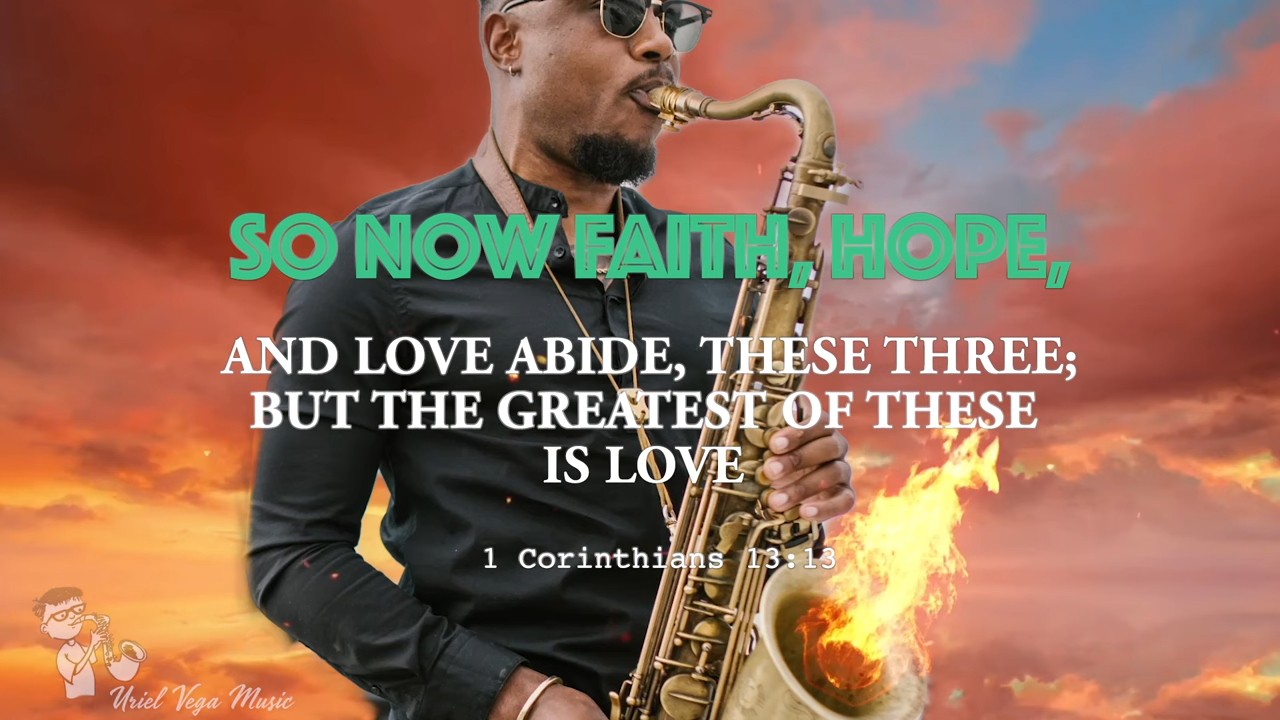 SO NOW FAITH, HOPE,
AND LOVE ABIDE, THESE THREE;
BUT THE GREATEST OF THESE
IS LOVE
1 Corinthians 13:13
Uriel Vega Music